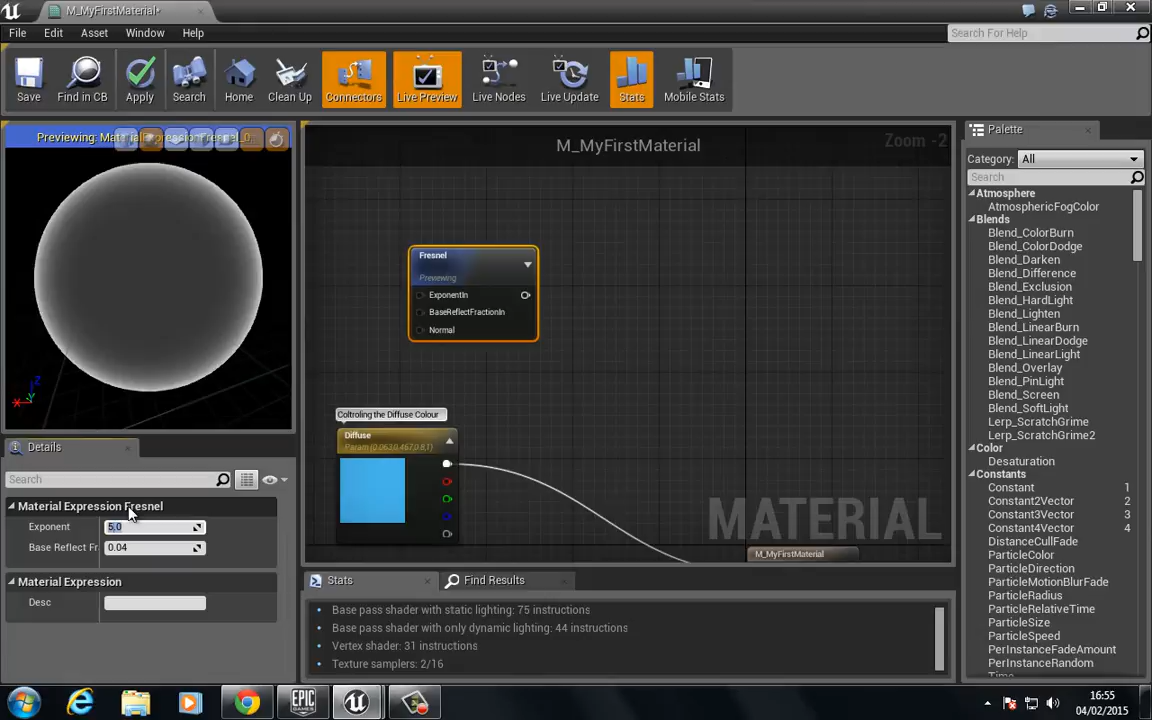 M_MyFirstMaterial*
File Edit Asset Window Help
Search For Help
Save Find in CB Apply Search Home Clean Up Connectors Live Preview Live Nodes Live Update Stats Mobile Stats
M_MyFirstMaterial
Zoom -2
Fresnel
Previewing
ExponentIn
BaseReflectFractionIn
Normal
Coltroling the Diffuse Colour
Diffuse
Param (0.063,0.467,0.8,1)
MATERIAL
M_MyFirstMaterial
Details
Search
Material Expression Fresnel
Exponent 5.0
Base Reflect Fr 0.04
Material Expression
Desc
Stats Find Results
Base pass shader with static lighting: 75 instructions
Base pass shader with only dynamic lighting: 44 instructions
Vertex shader: 31 instructions
Texture samplers: 2/16
Palette
Category: All
Search
Atmosphere
AtmosphericFogColor
Blends
Blend_ColorBurn
Blend_ColorDodge
Blend_Darken
Blend_Difference
Blend_Exclusion
Blend_HardLight
Blend_Lighten
Blend_LinearBurn
Blend_LinearDodge
Blend_LinearLight
Blend_Overlay
Blend_PinLight
Blend_Screen
Blend_SoftLight
Lerp_ScratchGrime
Lerp_ScratchGrime2
Color
Desaturation
Constants
Constant 1
Constant2Vector 2
Constant3Vector 3
Constant4Vector 4
DistanceCullFade
ParticleColor
ParticleDirection
ParticleMotionBlurFade
ParticleRadius
ParticleRelativeTime
ParticleSize
ParticleSpeed
PerInstanceFadeAmount
PerInstanceRandom
16:55
04/02/2015